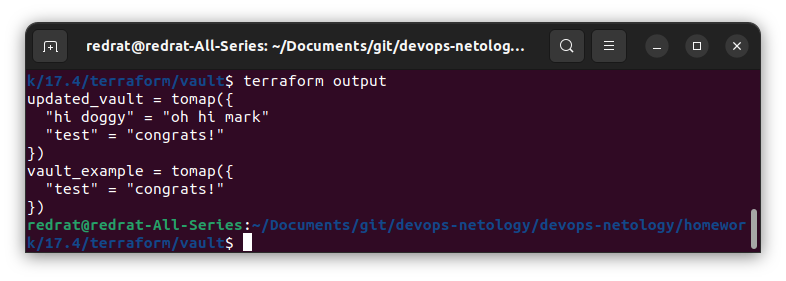 redrat@redrat-All-Series: ~/Documents/git/devops-netolog...
k/17.4/terraform/vault$ terraform output
updated_vault = tomap({
  "hi doggy" = "oh hi mark"
  "test" = "congrats!"
})
vault_example = tomap({
  "test" = "congrats!"
})
redrat@redrat-All-Series:~/Documents/git/devops-netology/devops-netology/homewor
k/17.4/terraform/vault$